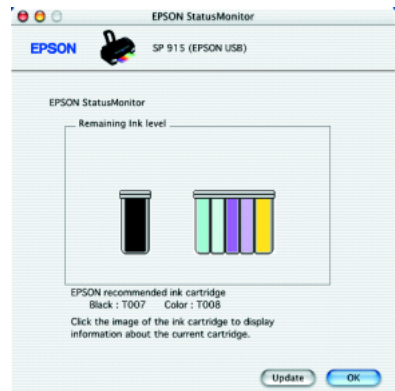 EPSON StatusMonitor
EPSON
SP 915 (EPSON USB)
EPSON StatusMonitor
Remaining Ink level
EPSON recommended ink cartridge
Black : T007 Color : T008
Click the image of the ink cartridge to display
information about the current cartridge.
Update OK